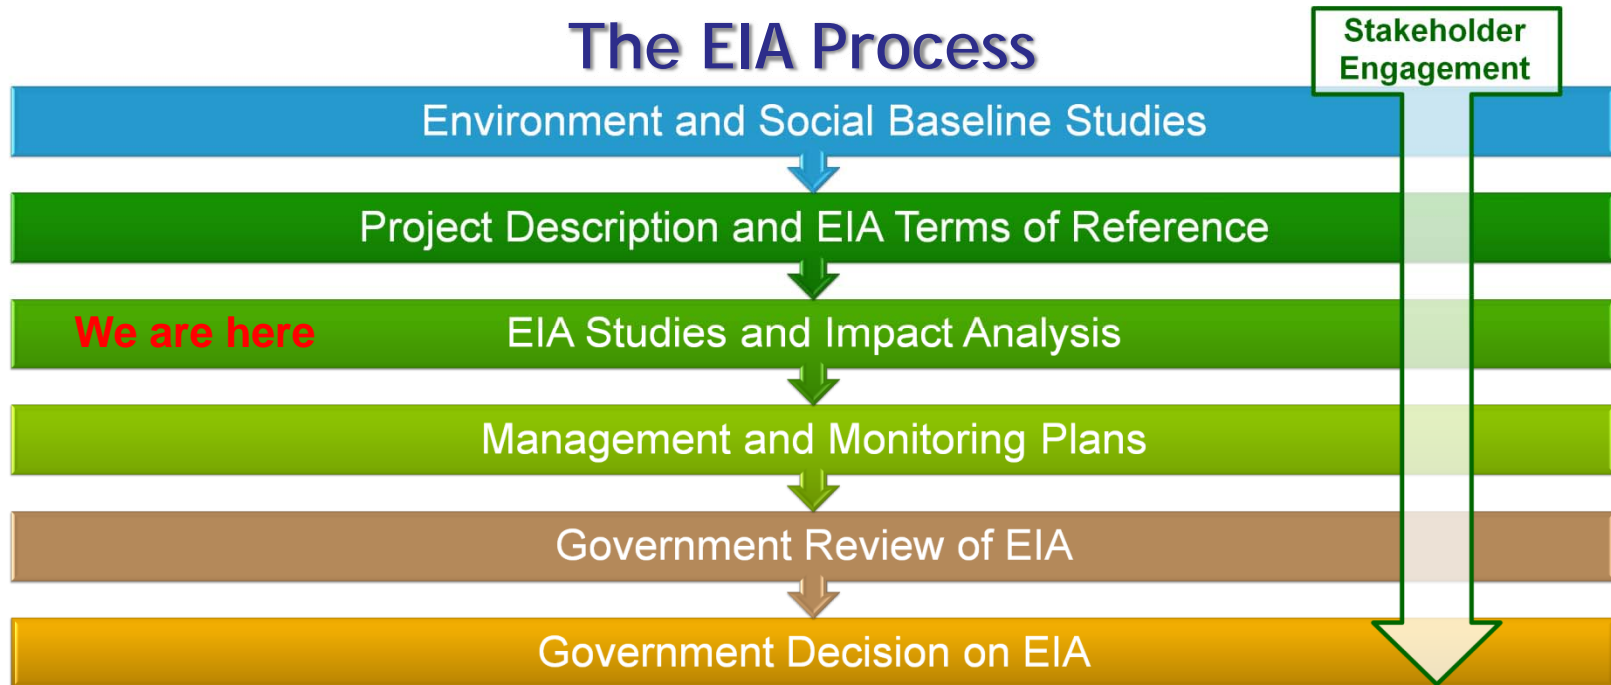 The EIA Process
Stakeholder
Engagement
Environment and Social Baseline Studies
Project Description and EIA Terms of Reference
We are here
EIA Studies and Impact Analysis
Management and Monitoring Plans
Government Review of EIA
Government Decision on EIA